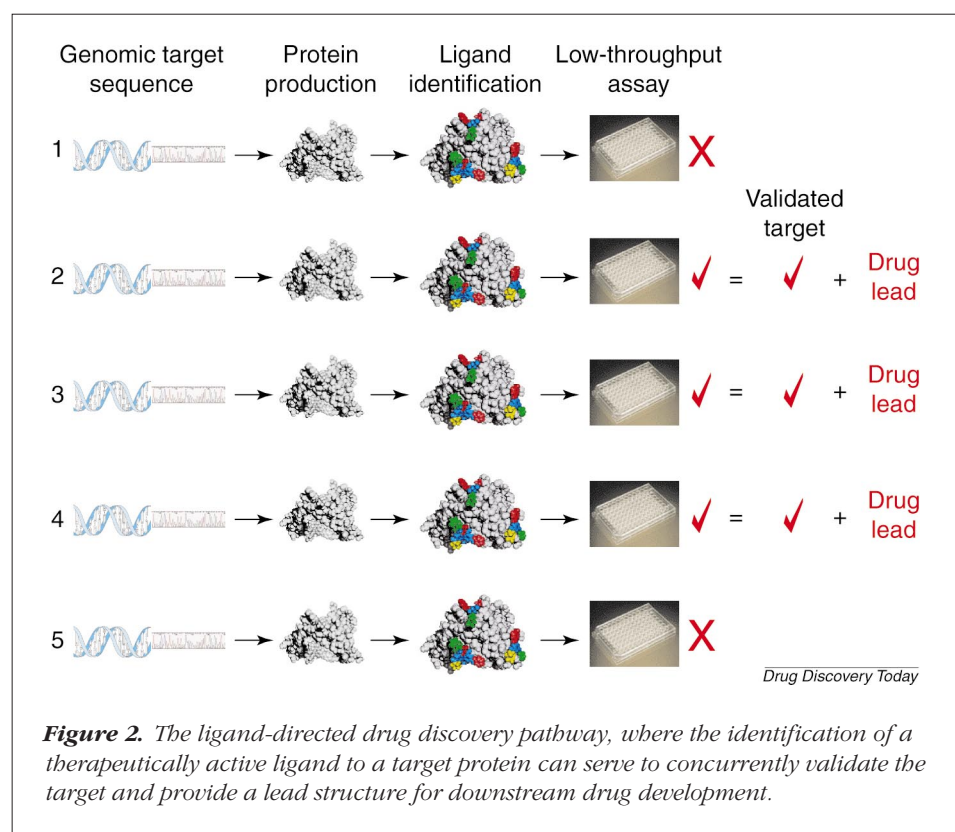 Genomic target
sequence
Protein
production
Ligand
identification
Low-throughput
assay
1
X
Validated
target
2
=
+
Drug
lead
3
=
+
Drug
lead
4
=
+
Drug
lead
5
X
Drug Discovery Today
Figure 2. The ligand-directed drug discovery pathway, where the identification of a
therapeutically active ligand to a target protein can serve to concurrently validate the
target and provide a lead structure for downstream drug development.